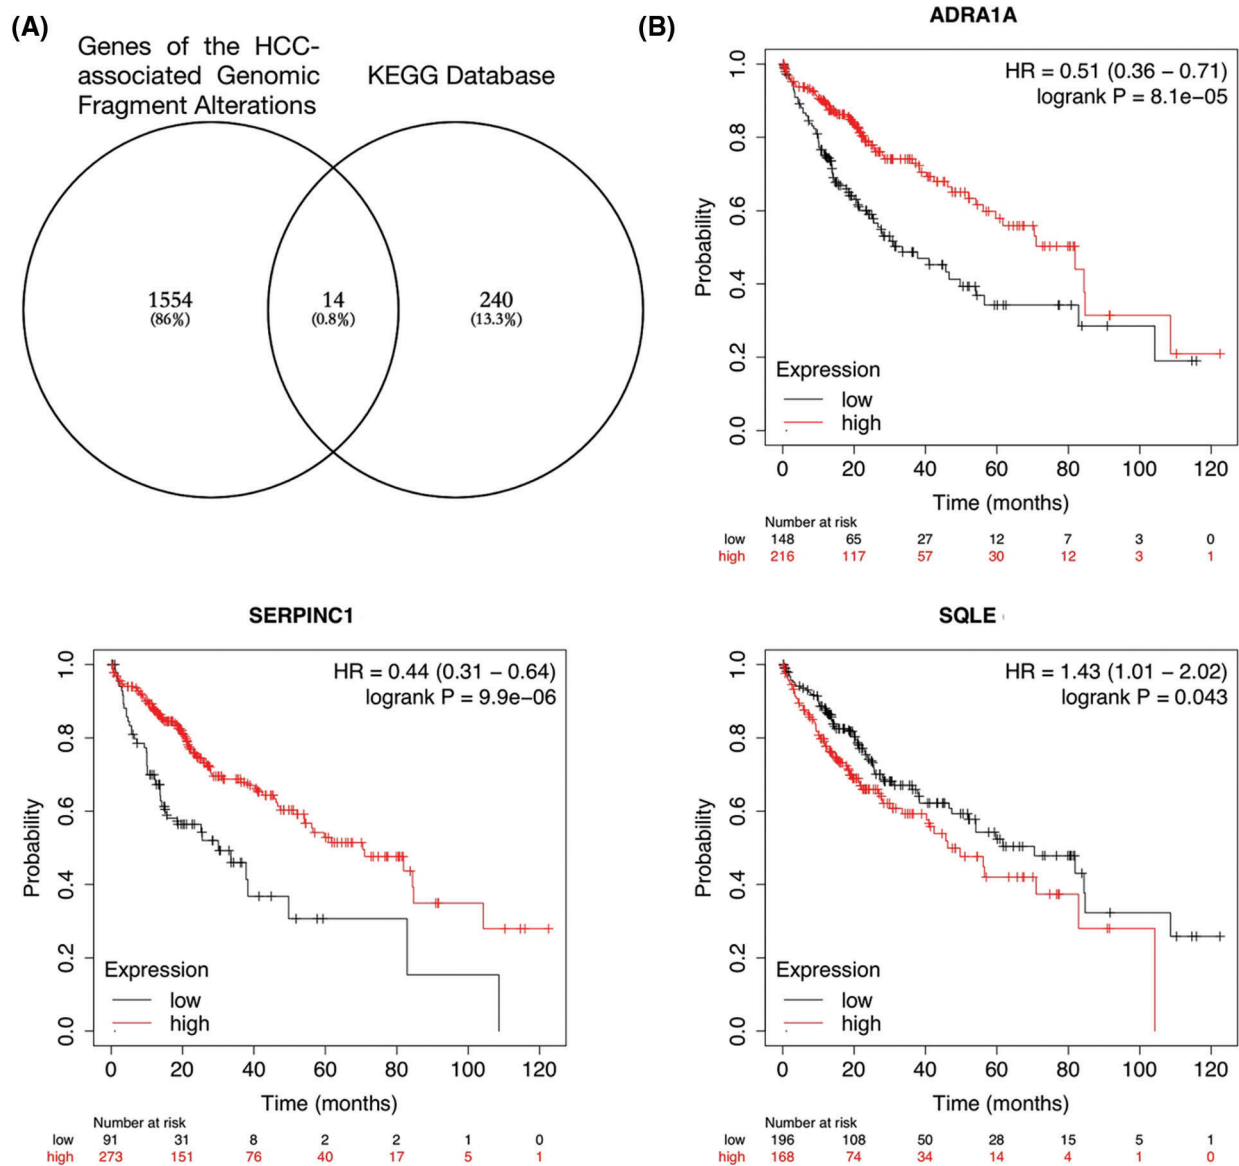 (A)
Genes of the HCC-
associated Genomic
Fragment Alterations
KEGG Database
1554
(86%)
14
(0.8%)
240
(13.3%)
(B)
ADRA1A
HR = 0.51 (0.36 – 0.71)
logrank P = 8.1e–05
Probability
1.0
0.8
0.6
0.4
0.2
0.0
Expression
low
high
0 20 40 60 80 100 120
Time (months)
Number at risk
low 148 65 27 12 7 3 0
high 216 117 57 30 12 3 1
SERPINC1
HR = 0.44 (0.31 – 0.64)
logrank P = 9.9e–06
Probability
1.0
0.8
0.6
0.4
0.2
0.0
Expression
low
high
0 20 40 60 80 100 120
Time (months)
Number at risk
low 91 31 8 2 2 1 0
high 273 151 76 40 17 5 1
SQLE
HR = 1.43 (1.01 – 2.02)
logrank P = 0.043
Probability
1.0
0.8
0.6
0.4
0.2
0.0
Expression
low
high
0 20 40 60 80 100 120
Time (months)
Number at risk
low 196 108 50 28 15 5 1
high 168 74 34 14 4 1 0